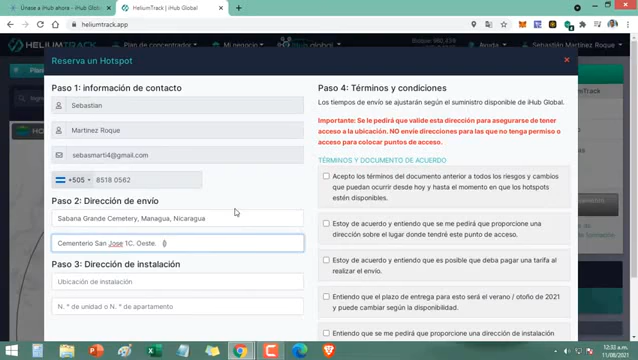 Únase a iHub ahora - iHub Globa
HeliumTrack | iHub Global
heliumtrack.app
HELIUMTRACK
Plan de concentrador
Mi negocio
iHub global
Ayuda
Sebastián Martínez Roque
Reserva un Hotspot
Paso 1: información de contacto
Sebastian
Martinez Roque
sebasmarti4@gmail.com
+505
8518 0562
Paso 2: Dirección de envío
Sabana Grande Cemetery, Managua, Nicaragua
Cementerio San Jose 1C. Oeste. ()
Paso 3: Dirección de instalación
Ubicación de instalación
N. º de unidad o N. º de apartamento
Paso 4: Términos y condiciones
Los tiempos de envío se ajustarán según el suministro disponible de iHub Global.
Importante: Se le pedirá que valide esta dirección para asegurarse de tener
acceso a la ubicación. NO envíe direcciones para las que no tenga permiso o
acceso para colocar puntos de acceso.
TÉRMINOS Y DOCUMENTO DE ACUERDO
Acepto los términos del documento anterior a todos los riesgos y cambios
que puedan ocurrir desde hoy y hasta el momento en que los hotspots
estén disponibles.
Estoy de acuerdo y entiendo que se me pedirá que proporcione una
dirección sobre el lugar donde tendré este punto de acceso.
Estoy de acuerdo y entiendo que es posible que deba pagar una tarifa al
realizar el envío.
Entiendo que el plazo de entrega para esto será el verano / otoño de 2021
y puede cambiar según la disponibilidad.
Entiendo que se me pedirá que proporcione una dirección de instalación
12:32 a.m.
11/08/2021